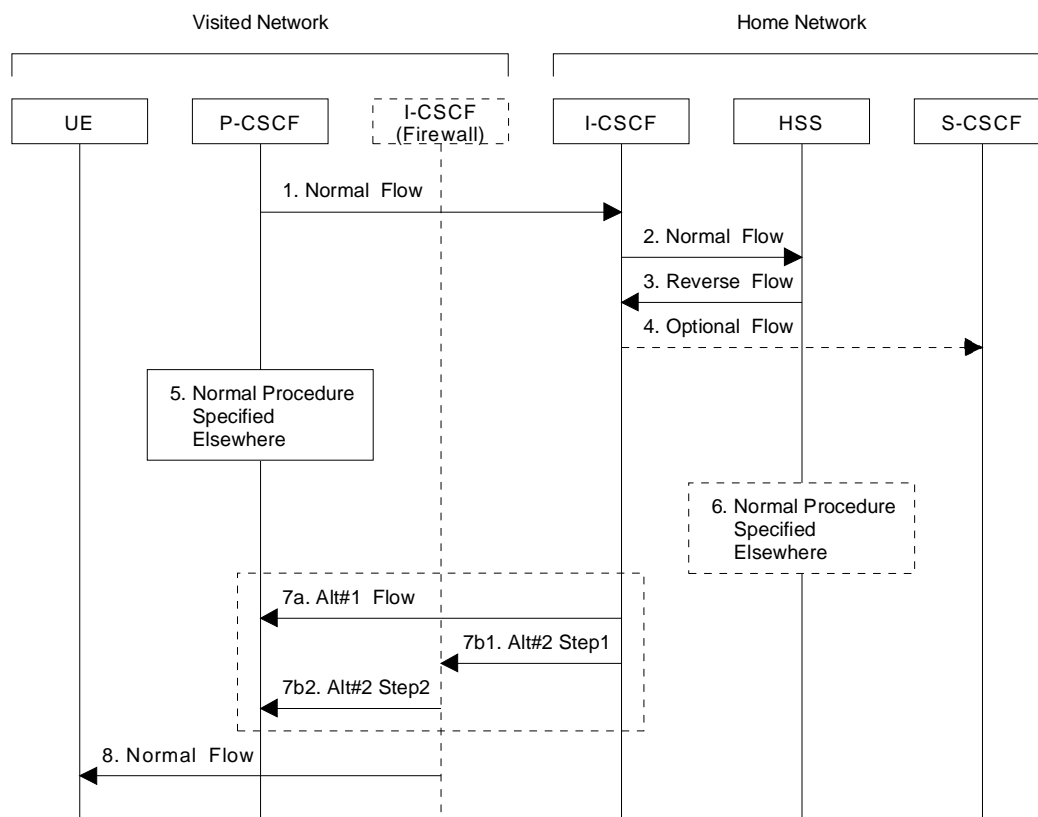 Visited Network
Home Network
UE
P-CSCF
I-CSCF
(Firewall)
I-CSCF
HSS
S-CSCF
1. Normal Flow
2. Normal Flow
3. Reverse Flow
4. Optional Flow
5. Normal Procedure
Specified
Elsewhere
6. Normal Procedure
Specified
Elsewhere
7a. Alt#1 Flow
7b1. Alt#2 Step1
7b2. Alt#2 Step2
8. Normal Flow